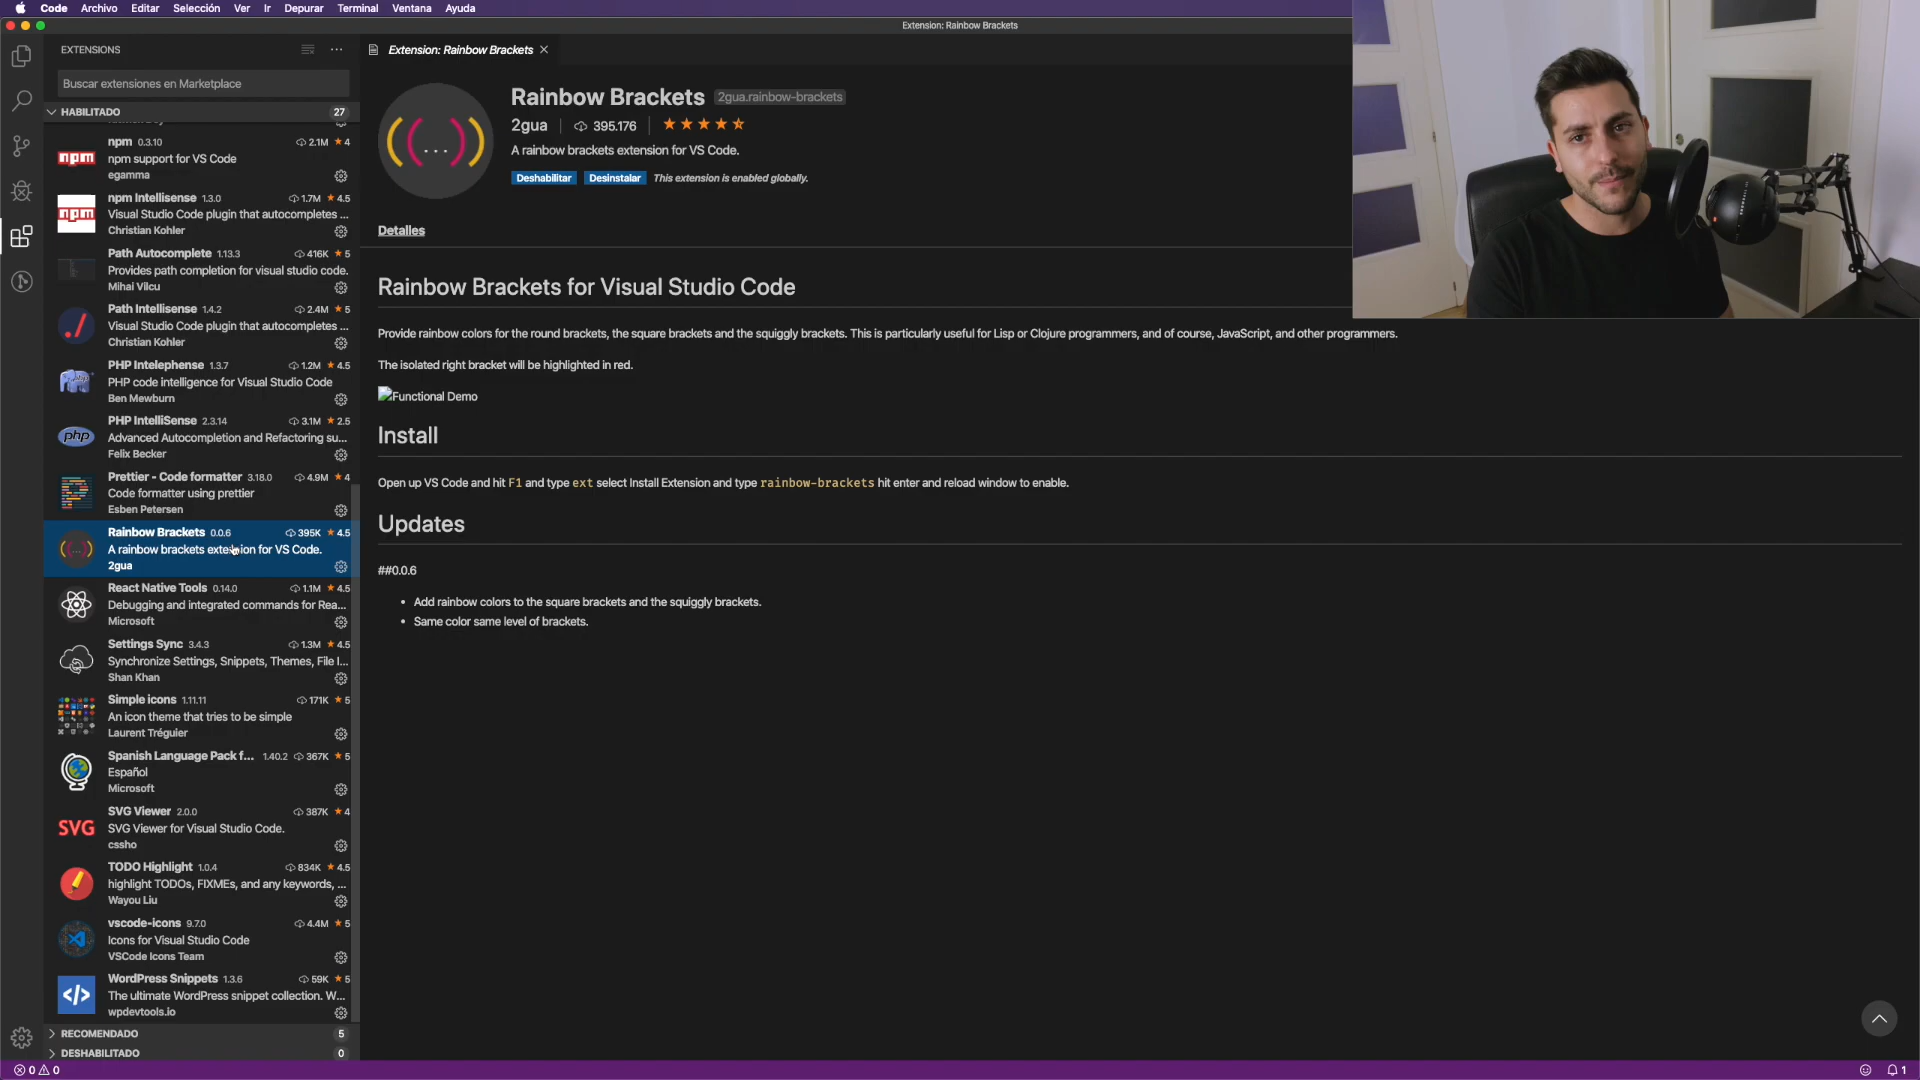 Code Archivo Editar Selección Ver Ir Depurar Terminal Ventana Ayuda
Extension: Rainbow Brackets
EXTENSIONS
Buscar extensiones en Marketplace
HABILITADO 27
npm 0.3.10 2.1M ★4
npm support for VS Code
egamma
npm Intellisense 1.3.0 1.7M ★4.5
Visual Studio Code plugin that autocompletes ...
Christian Kohler
Path Autocomplete 1.13.3 416K ★5
Provides path completion for visual studio code.
Mihai Vilcu
Path Intellisense 1.4.2 2.4M ★5
Visual Studio Code plugin that autocompletes ...
Christian Kohler
PHP Intelephense 1.3.7 1.2M ★4.5
PHP code intelligence for Visual Studio Code
Ben Mewburn
php
PHP IntelliSense 2.3.14 3.1M ★2.5
Advanced Autocompletion and Refactoring su...
Felix Becker
Prettier - Code formatter 3.18.0 4.9M ★4
Code formatter using prettier
Esben Petersen
Rainbow Brackets 0.0.6 395K ★4.5
A rainbow brackets extension for VS Code.
2gua
React Native Tools 0.14.0 1.1M ★4.5
Debugging and integrated commands for Rea...
Microsoft
Settings Sync 3.4.3 1.3M ★4.5
Synchronize Settings, Snippets, Themes, File I...
Shan Khan
Simple icons 1.11.11 171K ★5
An icon theme that tries to be simple
Laurent Tréguier
Spanish Language Pack f... 1.40.2 367K ★5
Español
Microsoft
SVG
SVG Viewer 2.0.0 387K ★4
SVG Viewer for Visual Studio Code.
cssho
TODO Highlight 1.0.4 834K ★4.5
highlight TODOs, FIXMEs, and any keywords, ...
Wayou Liu
vscode-icons 9.7.0 4.4M ★5
Icons for Visual Studio Code
VSCode Icons Team
WordPress Snippets 1.3.6 59K ★5
The ultimate WordPress snippet collection. W...
wpdevtools.io
RECOMENDADO 5
DESHABILITADO 0
Extension: Rainbow Brackets
Rainbow Brackets 2gua.rainbow-brackets
2gua 395.176
A rainbow brackets extension for VS Code.
Deshabilitar Desinstalar This extension is enabled globally.
Detalles
Rainbow Brackets for Visual Studio Code
Provide rainbow colors for the round brackets, the square brackets and the squiggly brackets. This is particularly useful for Lisp or Clojure programmers, and of course, JavaScript, and other programmers.
The isolated right bracket will be highlighted in red.
Functional Demo
Install
Open up VS Code and hit F1 and type ext select Install Extension and type rainbow-brackets hit enter and reload window to enable.
Updates
##0.0.6
• Add rainbow colors to the square brackets and the squiggly brackets.
• Same color same level of brackets.
0 0
1